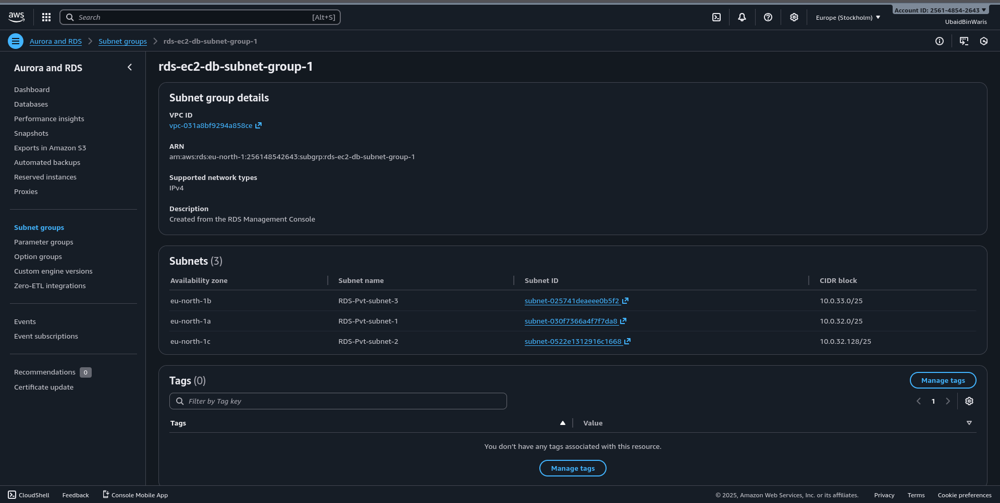 aws
Search
[Alt+S]
Europe (Stockholm)
Account ID: 2561-4854-2643
UbaidBinWaris
Aurora and RDS
Subnet groups
rds-ec2-db-subnet-group-1
Aurora and RDS
Dashboard
Databases
Performance insights
Snapshots
Exports in Amazon S3
Automated backups
Reserved instances
Proxies
Subnet groups
Parameter groups
Option groups
Custom engine versions
Zero-ETL integrations
Events
Event subscriptions
Recommendations 0
Certificate update
rds-ec2-db-subnet-group-1
Subnet group details
VPC ID
vpc-031a8bf9294a858ce
ARN
arn:aws:rds:eu-north-1:256148542643:subgrp:rds-ec2-db-subnet-group-1
Supported network types
IPv4
Description
Created from the RDS Management Console
Subnets (3)
Availability zone Subnet name Subnet ID CIDR block
eu-north-1b RDS-Pvt-subnet-3 subnet-025741deaeee0b5f2 10.0.33.0/25
eu-north-1a RDS-Pvt-subnet-1 subnet-030f7366a4f7f7da8 10.0.32.0/25
eu-north-1c RDS-Pvt-subnet-2 subnet-0522e1312916c1668 10.0.32.128/25
Tags (0)
Manage tags
Filter by Tag key
1
Tags Value
You don’t have any tags associated with this resource.
Manage tags
CloudShell Feedback Console Mobile App © 2025, Amazon Web Services, Inc. or its affiliates. Privacy Terms Cookie preferences